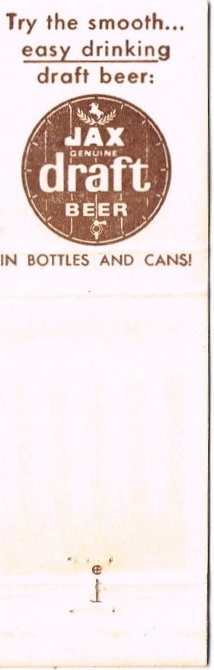 Try the smooth...
easy drinking
draft beer:
JAX
GENUINE
draft
BEER
IN BOTTLES AND CANS!